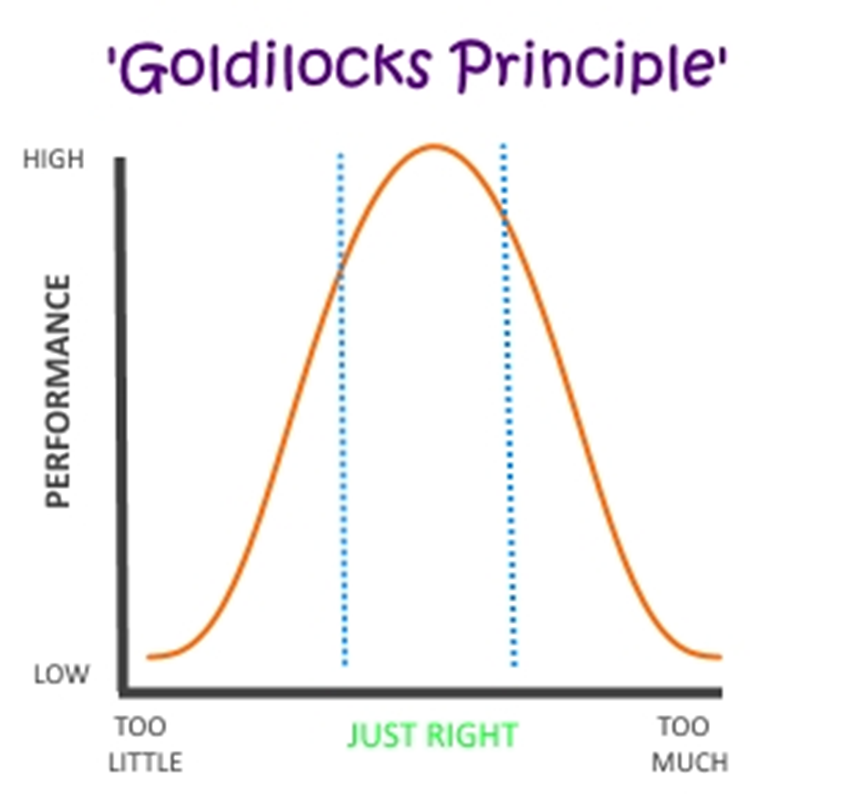 'Goldilocks Principle'
HIGH
PERFORMANCE
LOW
TOO
LITTLE
JUST RIGHT
TOO
MUCH